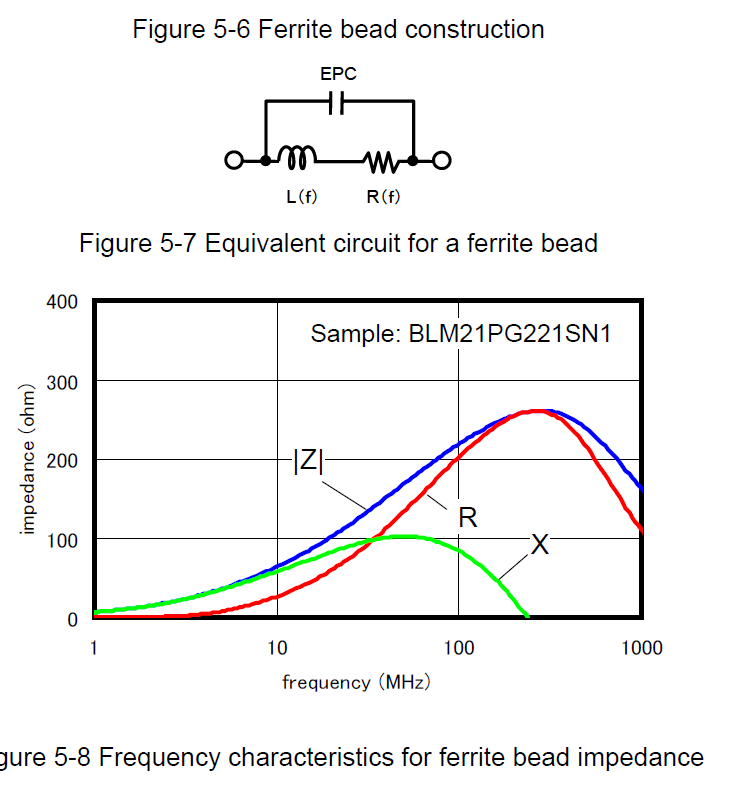 Figure 5-6 Ferrite bead construction
EPC
L(f) R(f)
Figure 5-7 Equivalent circuit for a ferrite bead
400
Sample: BLM21PG221SN1
300
impedance (ohm)
200
|Z|
R
100
X
0
1 10 100 1000
frequency (MHz)
gure 5-8 Frequency characteristics for ferrite bead impedance